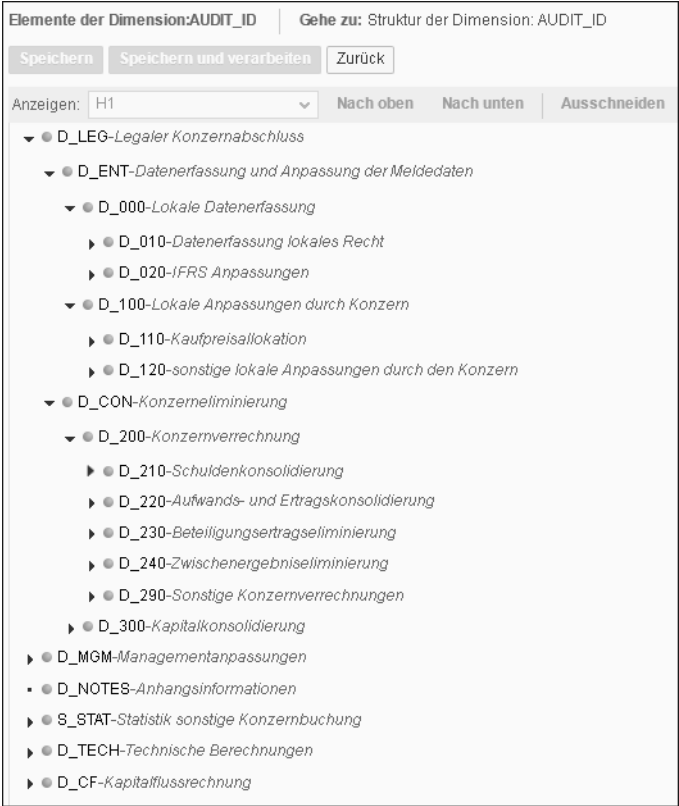 Elemente der Dimension:AUDIT_ID Gehe zu: Struktur der Dimension: AUDIT_ID
Speichern Speichern und verarbeiten Zurück
Anzeigen: H1 Nach oben Nach unten Ausschneiden
D_LEG-Legaler Konzernabschluss
D_ENT-Datenerfassung und Anpassung der Meldedaten
D_000-Lokale Datenerfassung
D_010-Datenerfassung lokales Recht
D_020-IFRS Anpassungen
D_100-Lokale Anpassungen durch Konzern
D_110-Kaufpreisallokation
D_120-sonstige lokale Anpassungen durch den Konzern
D_CON-Konzerneliminierung
D_200-Konzernverrechnung
D_210-Schuldenkonsolidierung
D_220-Aufwands- und Ertragskonsolidierung
D_230-Beteiligungsertragseliminierung
D_240-Zwischenergebniseliminierung
D_290-Sonstige Konzernverrechnungen
D_300-Kapitalkonsolidierung
D_MGM-Managementanpassungen
D_NOTES-Anhangsinformationen
S_STAT-Statistik sonstige Konzernbuchung
D_TECH-Technische Berechnungen
D_CF-Kapitalflussrechnung